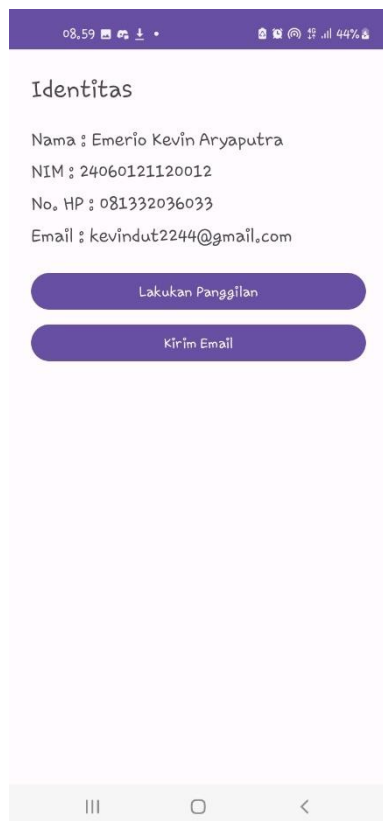 08.59 44%
Identitas
Nama : Emerio Kevin Aryaputra
NIM : 24060121120012
No. HP : 081332036033
Email : kevindut2244@gmail.com
Lakukan Panggilan
Kirim Email